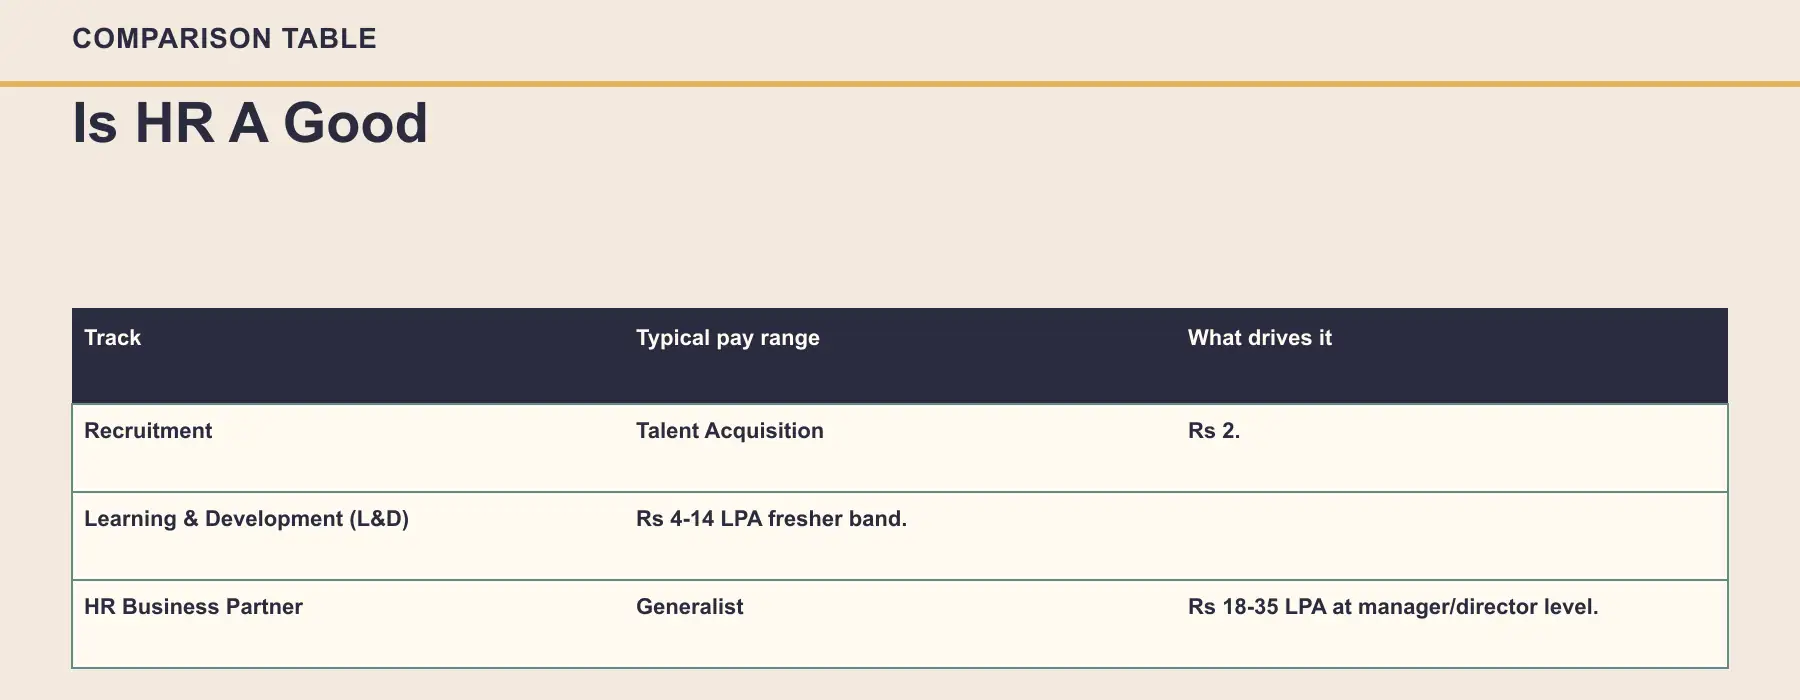 COMPARISON TABLE
Is HR A Good
Track Typical pay range What drives it
Recruitment Talent Acquisition Rs 2.
Learning & Development (L&D) Rs 4-14 LPA fresher band.
HR Business Partner Generalist Rs 18-35 LPA at manager/director level.